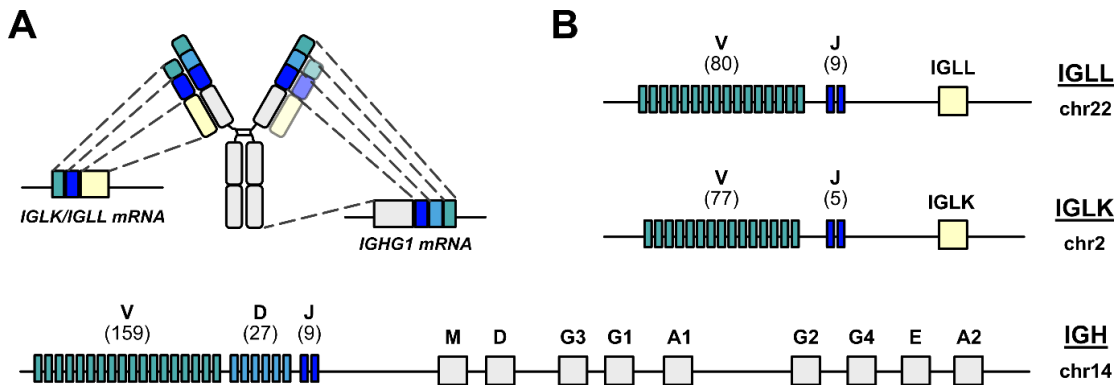 A
IGLK/IGLL mRNA
IGHG1 mRNA
B
V J
(80) (9) IGLL
IGLL
chr22
V J
(77) (5) IGLK
IGLK
chr2
V D J
(159) (27) (9)
M D G3 G1 A1 G2 G4 E A2
IGH
chr14